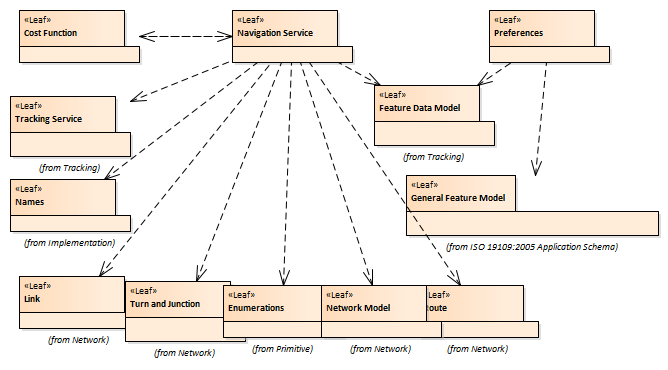 «Leaf»
Cost Function
«Leaf»
Navigation Service
«Leaf»
Preferences
«Leaf»
Tracking Service
(from Tracking)
«Leaf»
Feature Data Model
(from Tracking)
«Leaf»
Names
(from Implementation)
«Leaf»
General Feature Model
(from ISO 19109:2005 Application Schema)
«Leaf»
Link
(from Network)
«Leaf»
Turn and Junction
(from Network)
«Leaf»
Enumerations
(from Primitive)
«Leaf»
Network Model
(from Network)
«Leaf»
oute
(from Network)